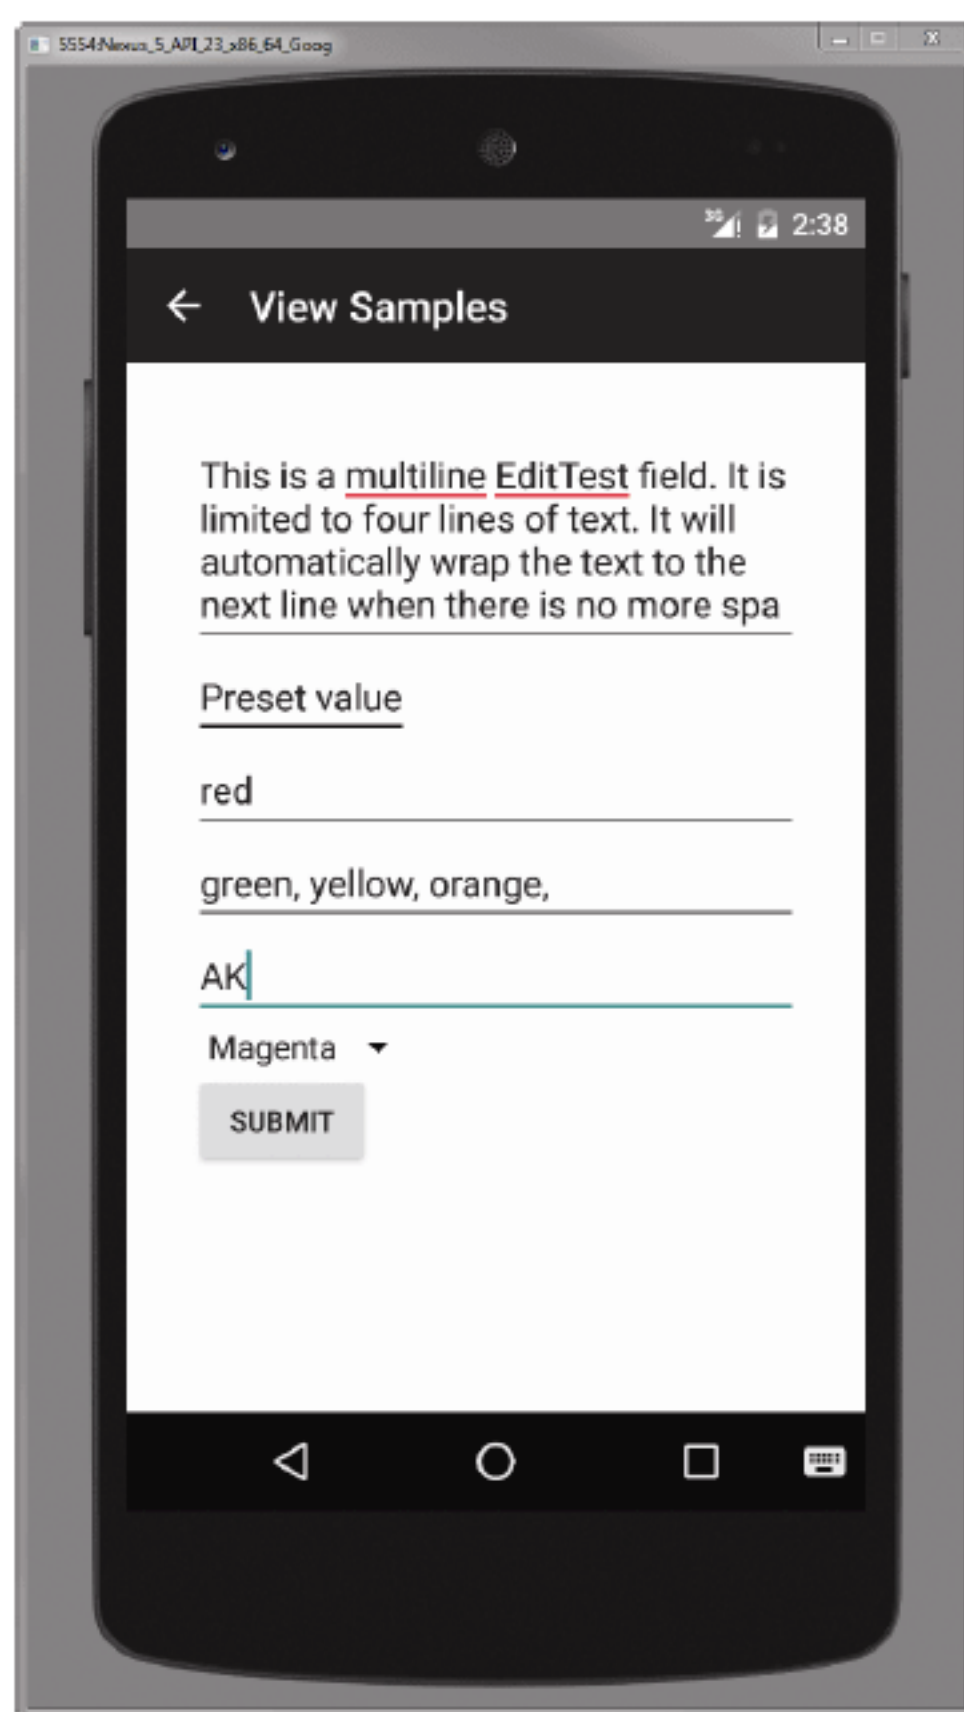 5554:Nexus_5_API_23_x86_64_Goog
3G 2:38
View Samples
This is a multiline EditTest field. It is
limited to four lines of text. It will
automatically wrap the text to the
next line when there is no more spa
Preset value
red
green, yellow, orange,
AK
Magenta
SUBMIT